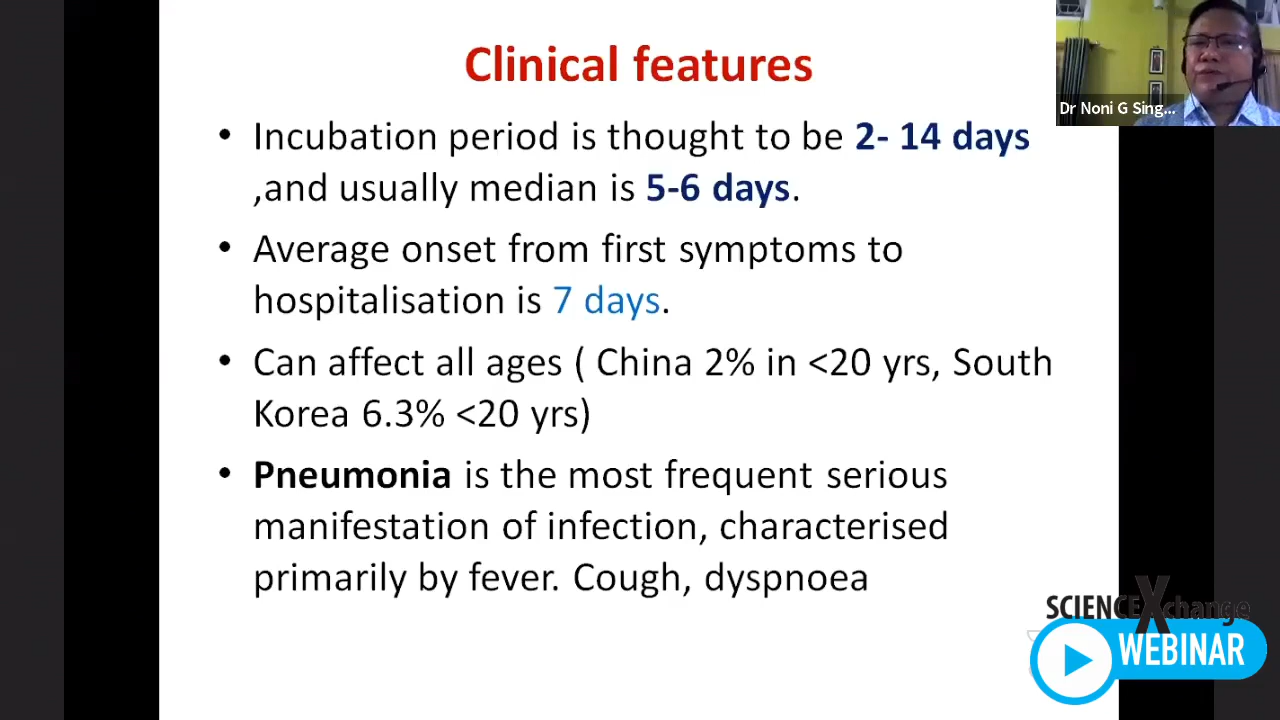 Clinical features
Dr Noni G Sing...
• Incubation period is thought to be 2- 14 days
,and usually median is 5-6 days.
• Average onset from first symptoms to
hospitalisation is 7 days.
• Can affect all ages ( China 2% in <20 yrs, South
Korea 6.3% <20 yrs)
• Pneumonia is the most frequent serious
manifestation of infection, characterised
primarily by fever. Cough, dyspnoea
SCIENCEXchange
WEBINAR